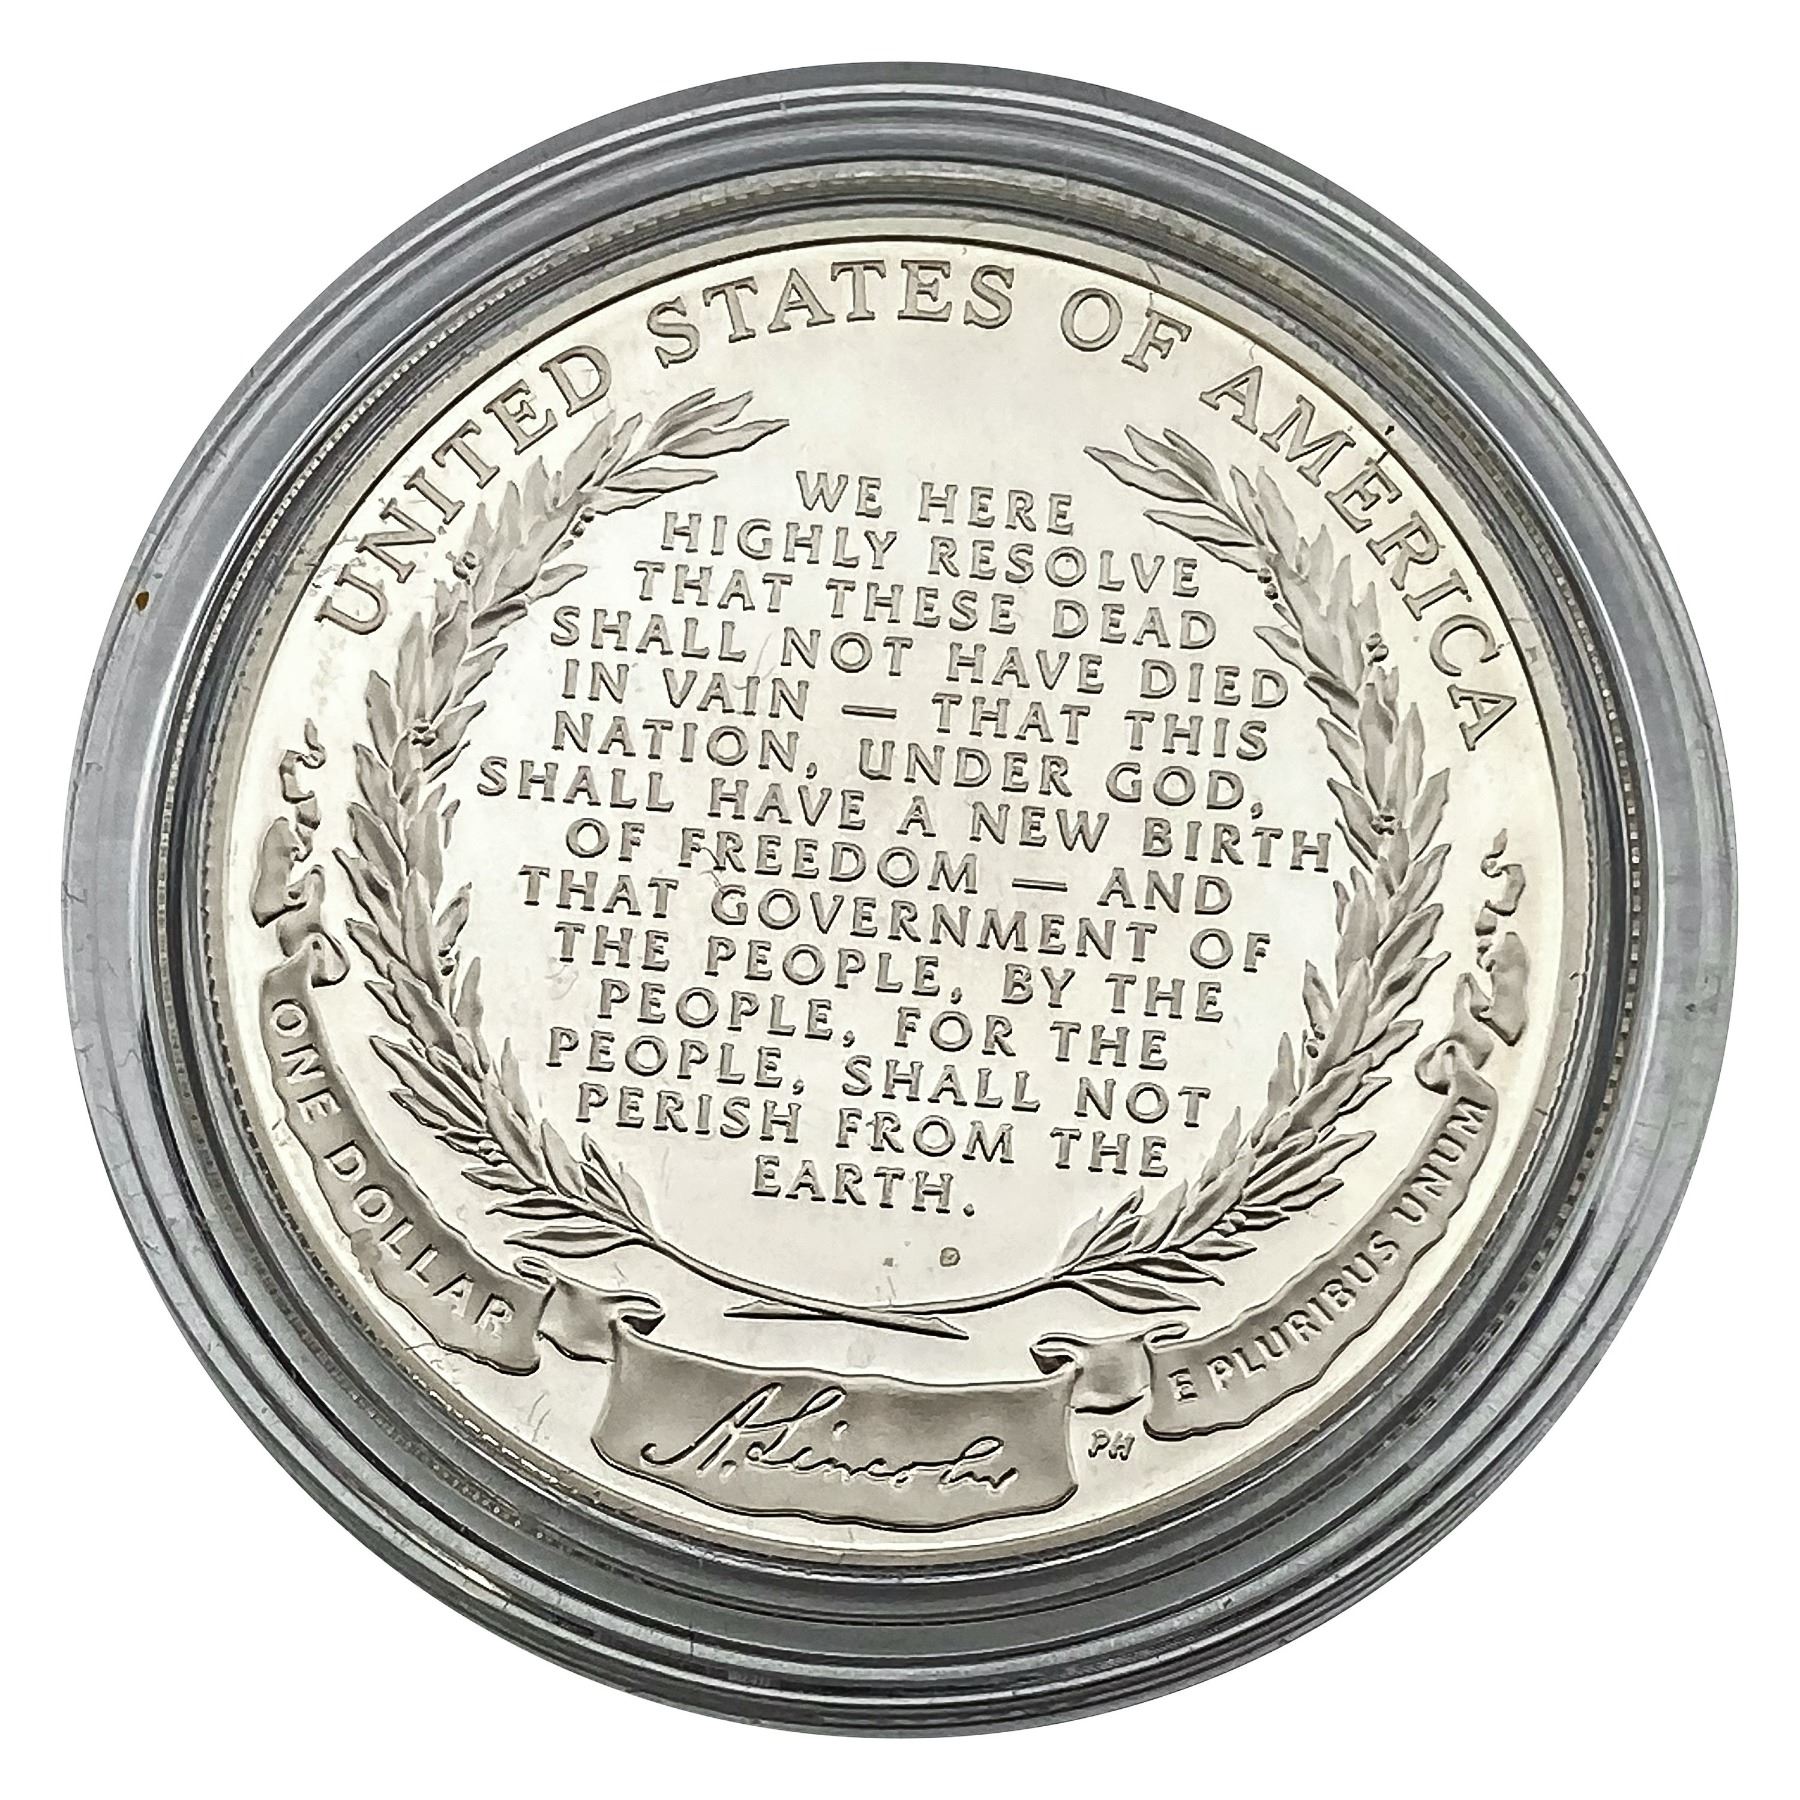 UNITED STATES OF AMERICA
WE HERE
HIGHLY RESOLVE
THAT THESE DEAD
SHALL NOT HAVE DIED
IN VAIN — THAT THIS
NATION, UNDER GOD,
SHALL HAVE A NEW BIRTH
OF FREEDOM — AND
THAT GOVERNMENT OF
THE PEOPLE, BY THE
PEOPLE, FOR THE
PEOPLE, SHALL NOT
PERISH FROM THE
EARTH.
ONE DOLLAR
A. Lincoln
PH
E PLURIBUS UNUM